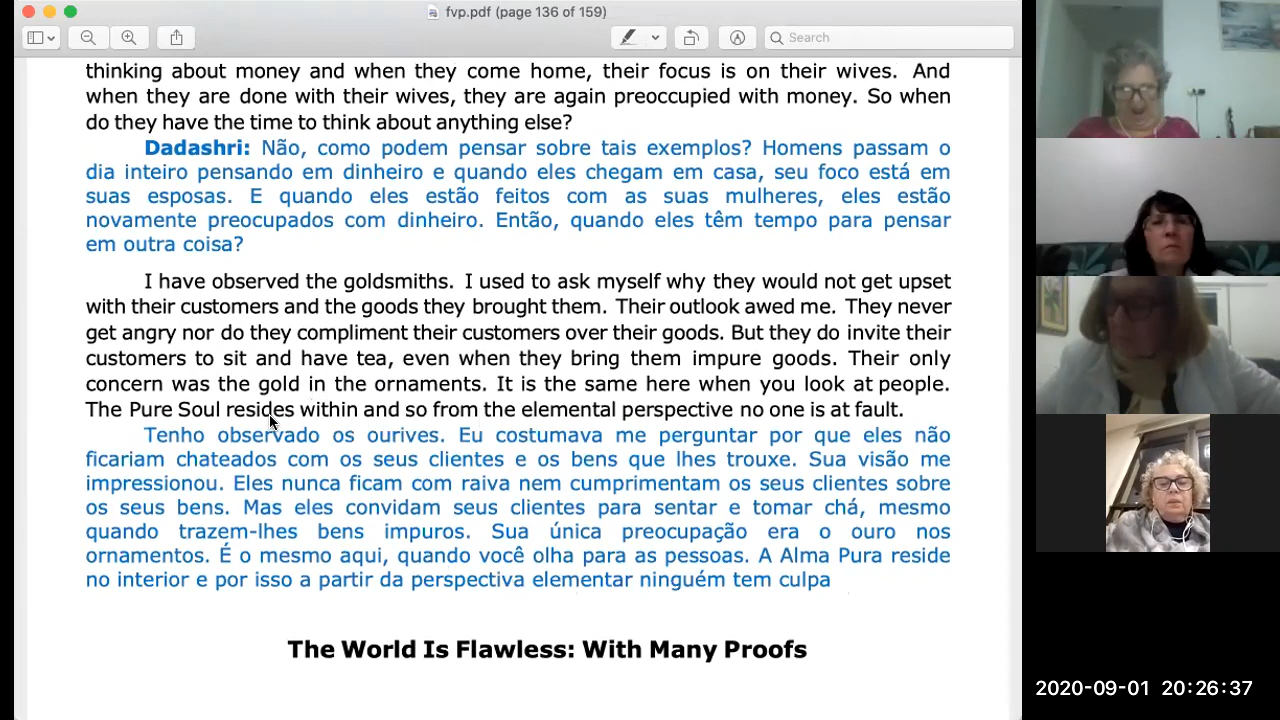 fvp.pdf (page 136 of 159)
Search
thinking about money and when they come home, their focus is on their wives. And
when they are done with their wives, they are again preoccupied with money. So when
do they have the time to think about anything else?
Dadashri: Não, como podem pensar sobre tais exemplos? Homens passam o
dia inteiro pensando em dinheiro e quando eles chegam em casa, seu foco está em
suas esposas. E quando eles estão feitos com as suas mulheres, eles estão
novamente preocupados com dinheiro. Então, quando eles têm tempo para pensar
em outra coisa?
I have observed the goldsmiths. I used to ask myself why they would not get upset
with their customers and the goods they brought them. Their outlook awed me. They never
get angry nor do they compliment their customers over their goods. But they do invite their
customers to sit and have tea, even when they bring them impure goods. Their only
concern was the gold in the ornaments. It is the same here when you look at people.
The Pure Soul resides within and so from the elemental perspective no one is at fault.
Tenho observado os ourives. Eu costumava me perguntar por que eles não
ficariam chateados com os seus clientes e os bens que lhes trouxe. Sua visão me
impressionou. Eles nunca ficam com raiva nem cumprimentam os seus clientes sobre
os seus bens. Mas eles convidam seus clientes para sentar e tomar chá, mesmo
quando trazem-lhes bens impuros. Sua única preocupação era o ouro nos
ornamentos. É o mesmo aqui, quando você olha para as pessoas. A Alma Pura reside
no interior e por isso a partir da perspectiva elementar ninguém tem culpa
The World Is Flawless: With Many Proofs
2020-09-01 20:26:37